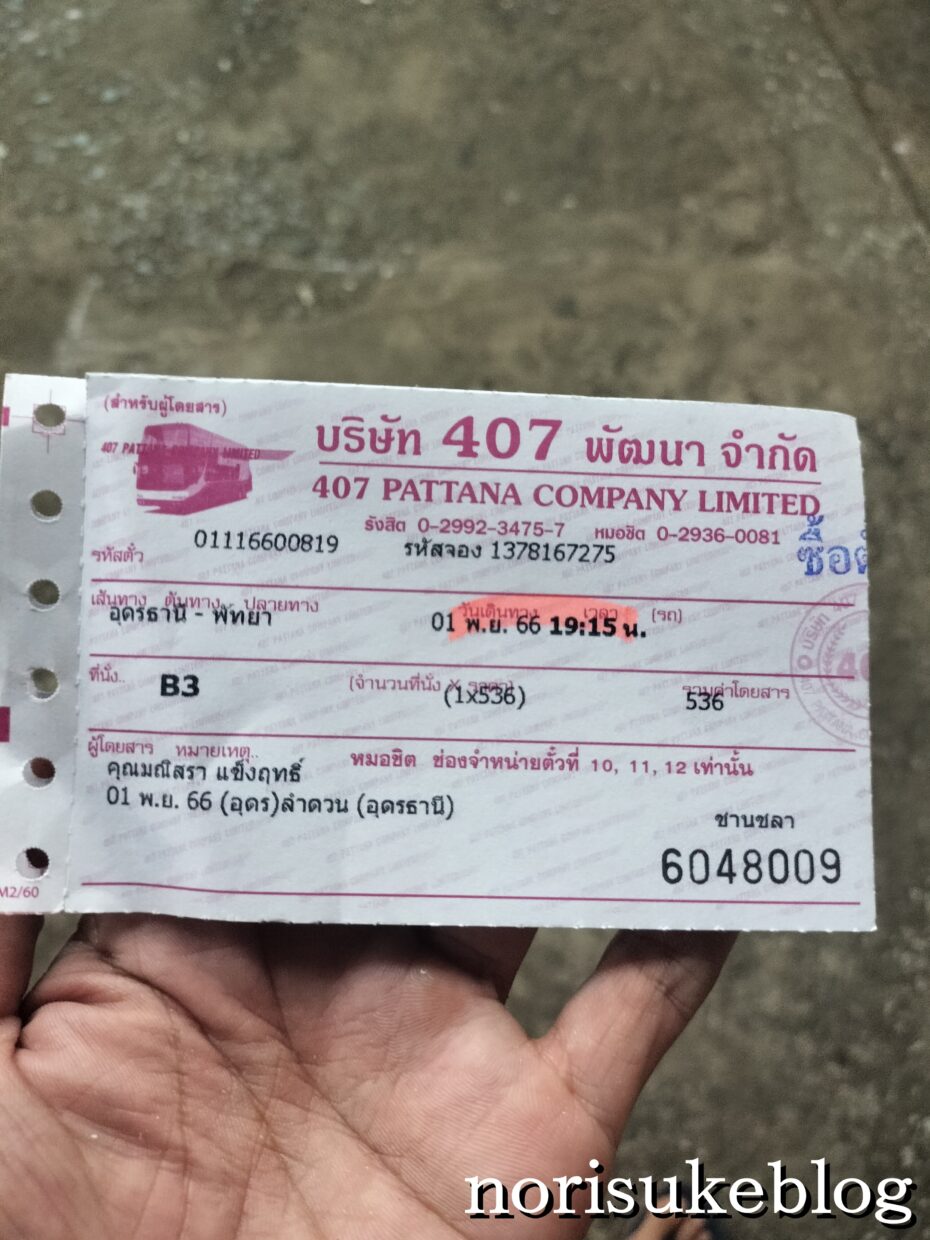 (สำหรับผู้โดยสาร)
407 PATTANA COMPANY LIMITED
บริษัท 407 พัฒนา จำกัด
407 PATTANA COMPANY LIMITED
รังสิต 0-2992-3475-7 หมอชิต 0-2936-0081
รหัสตั๋ว 01116600819 รหัสจอง 1378167275
ซื้อ
เส้นทาง ต้นทาง ปลายทาง วันเดินทาง เวลา (รถ)
อุดรธานี - พัทยา 01 พ.ย. 66 19:15 น.
ที่นั่ง.. B3 (จำนวนที่นั่ง X ราคา) (1x536) รวมค่าโดยสาร 536
ผู้โดยสาร หมายเหตุ.. หมอชิต ช่องจำหน่ายตั๋วที่ 10, 11, 12 เท่านั้น
คุณมณิสรา แข็งฤทธิ์
01 พ.ย. 66 (อุดร)ลำดวน (อุดรธานี)
ชานชลา
6048009
M2/60
norisukeblog